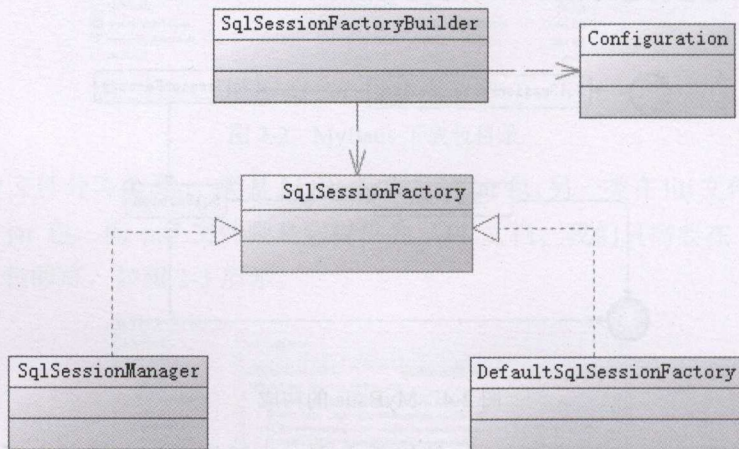 SqlSessionFactoryBuilder
Configuration
SqlSessionFactory
SqlSessionManager
DefaultSqlSessionFactory